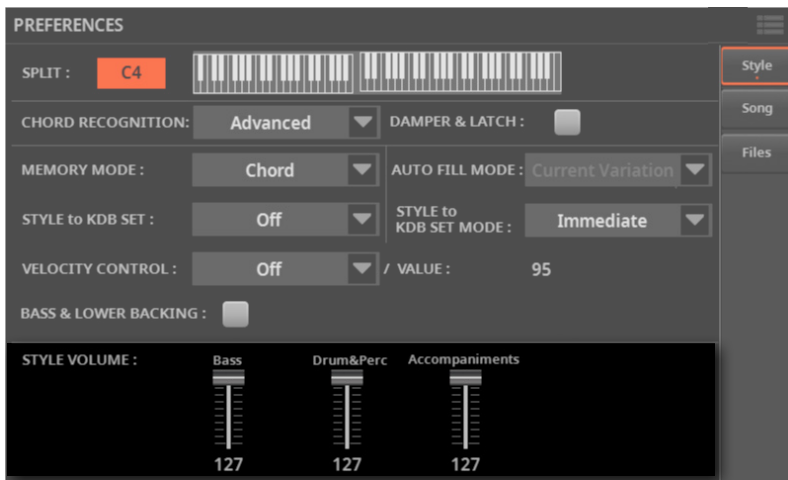 PREFERENCES
SPLIT : C4
Style
Song
Files
CHORD RECOGNITION: Advanced DAMPER & LATCH :
MEMORY MODE : Chord AUTO FILL MODE : Current Variation
STYLE to KDB SET : Off STYLE to
KDB SET MODE : Immediate
VELOCITY CONTROL : Off / VALUE : 95
BASS & LOWER BACKING :
STYLE VOLUME : Bass Drum&Perc Accompaniments
127 127 127